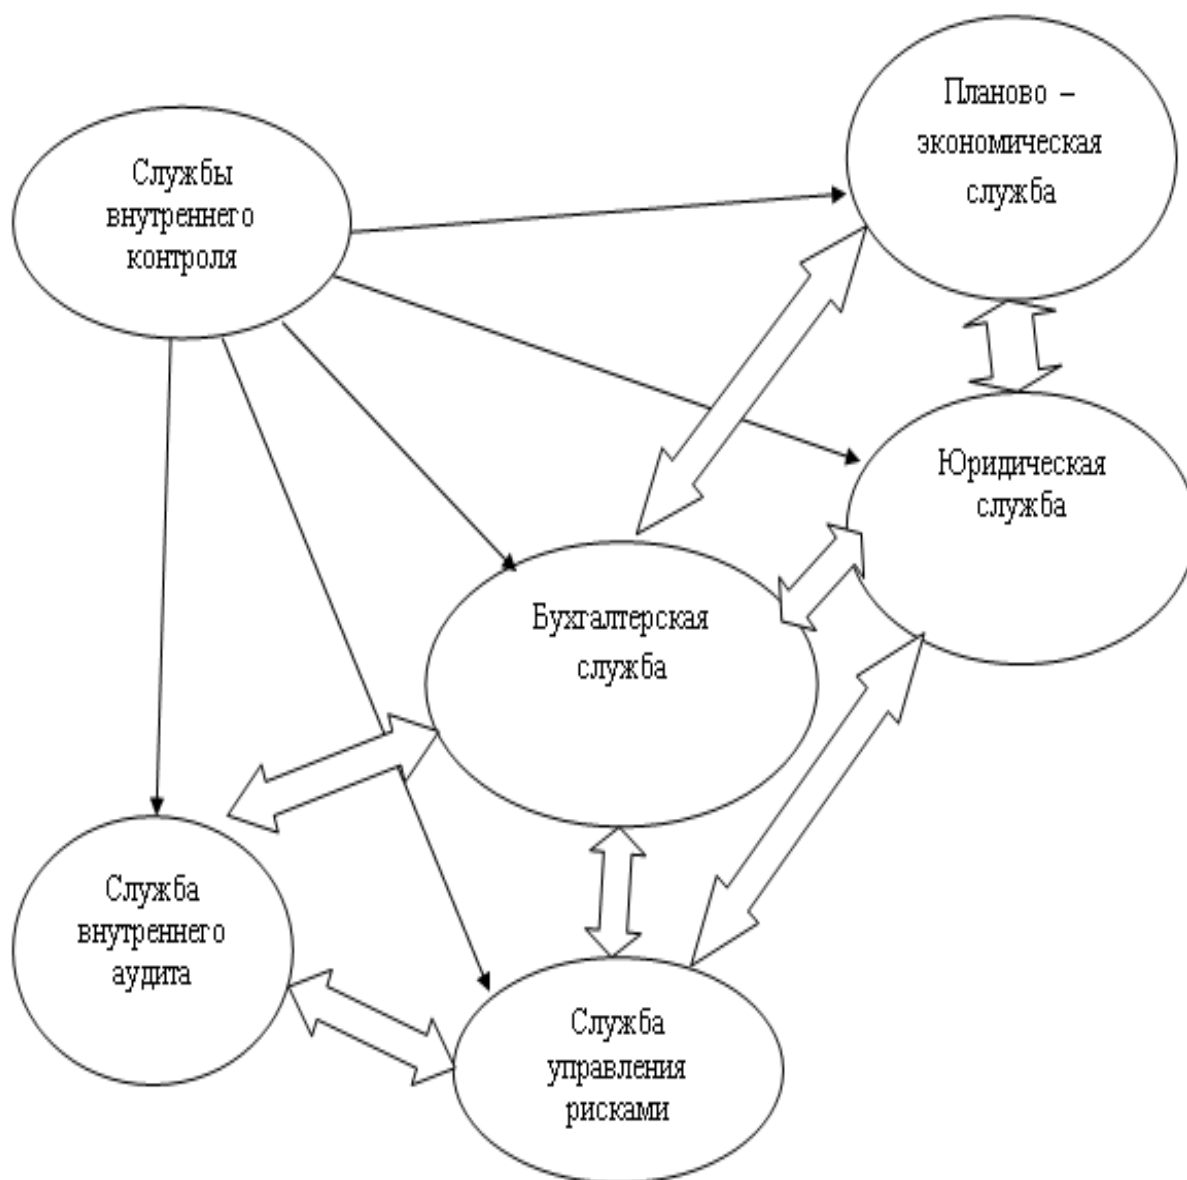 Планово –
экономическая
служба
Службы
внутреннего
контроля
Юридическая
служба
Бухгалтерская
служба
Служба
внутреннего
аудита
Служба
управления
рисками